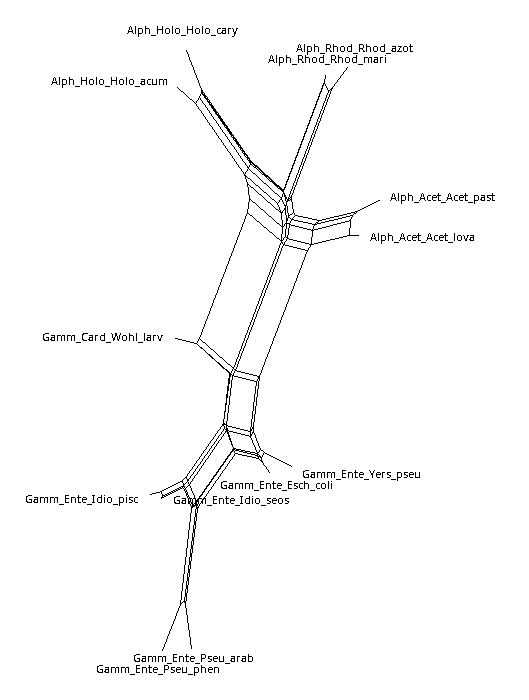 Alph_Holo_Holo_cary
Alph_Rhod_Rhod_azot
Alph_Rhod_Rhod_mari
Alph_Holo_Holo_acum
Alph_Acet_Acet_past
Alph_Acet_Acet_lova
Gamm_Card_Wohl_larv
Gamm_Ente_Yers_pseu
Gamm_Ente_Esch_coli
Gamm_Ente_Idio_pisc
Gamm_Ente_Idio_seos
Gamm_Ente_Pseu_arab
Gamm_Ente_Pseu_phen